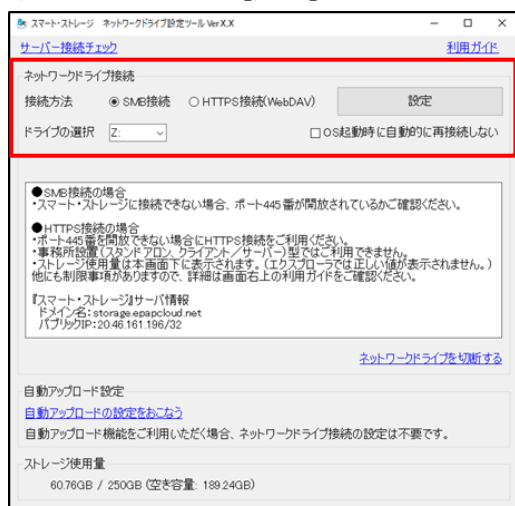 スマート・ストレージ ネットワークドライブ設定ツール Ver X.X
サーバー接続チェック 利用ガイド
ネットワークドライブ接続
接続方法 SMB接続 HTTPS接続(WebDAV) 設定
ドライブの選択 Z: OS起動時に自動的に再接続しない
●SMB接続の場合
・スマート・ストレージに接続できない場合、ポート445番が開放されているかご確認ください。
●HTTPS接続の場合
・ポート445番を開放できない場合にHTTPS接続をご利用ください。
・事務所設置(スタンドアロン、クライアント/サーバー)型ではご利用できません。
・ストレージ使用量は本画面下に表示されます。(エクスプローラでは正しい値が表示されません。)
他にも制限事項がありますので、詳細は画面右上の利用ガイドをご確認ください。
『スマート・ストレージ』サーバ情報
ドメイン名:storage.epapcloud.net
パブリックIP:20.46.161.196/32
ネットワークドライブを切断する
自動アップロード設定
自動アップロードの設定をおこなう
自動アップロード機能をご利用いただく場合、ネットワークドライブ接続の設定は不要です。
ストレージ使用量
60.76GB / 250GB (空き容量: 189.24GB)